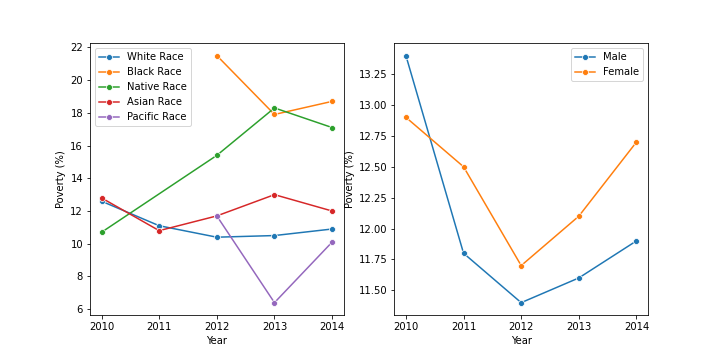 White Race
Black Race
Native Race
Asian Race
Pacific Race
22
20
18
16
14
12
10
8
6
Poverty (%)
2010 2011 2012 2013 2014
Year
Male
Female
13.25
13.00
12.75
12.50
12.25
12.00
11.75
11.50
Poverty (%)
2010 2011 2012 2013 2014
Year